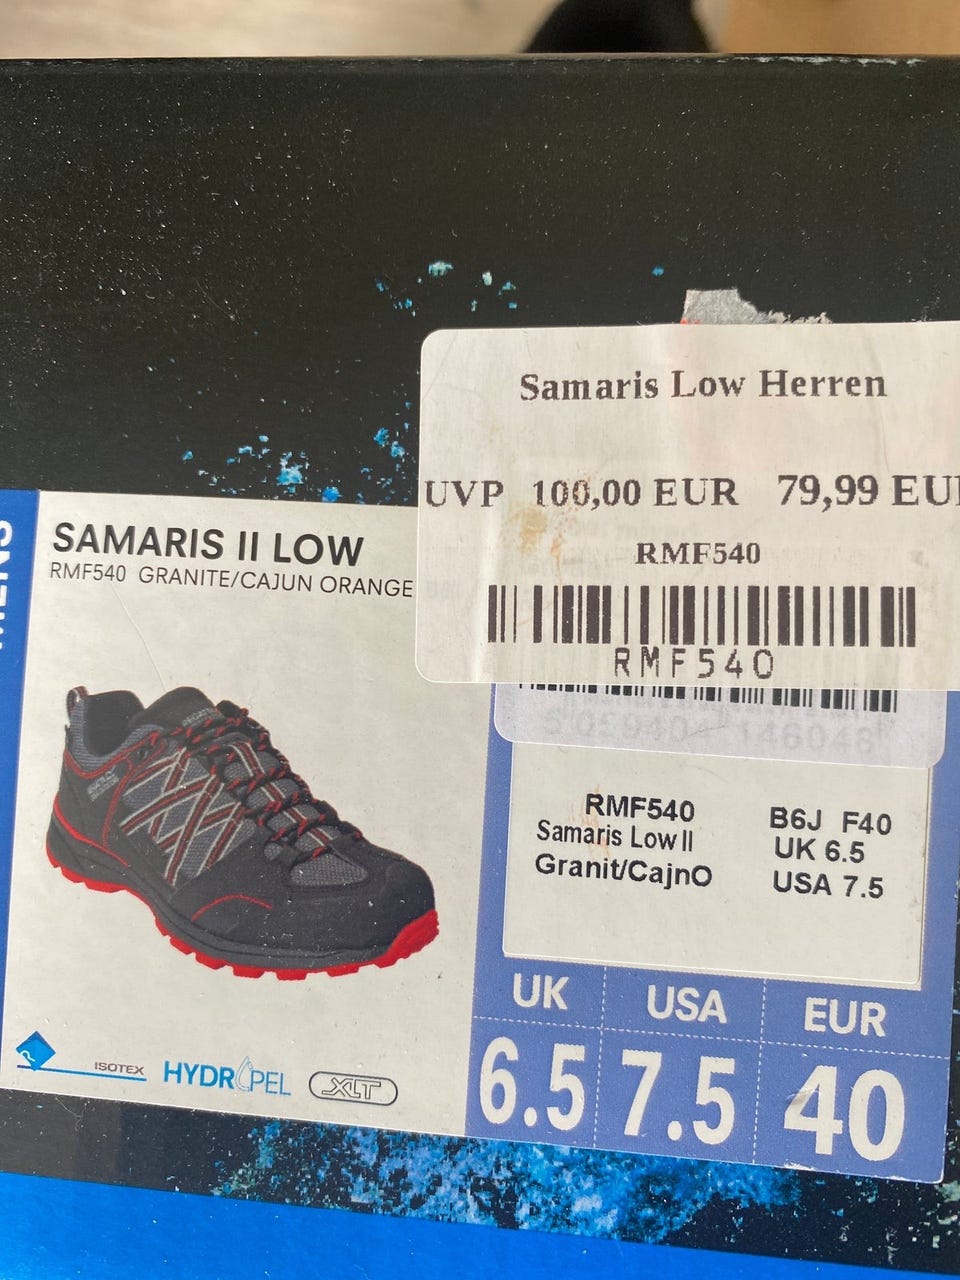 Samaris Low Herren
UVP 100,00 EUR 79,99 EU
RMF540
RMF540
MENS
SAMARIS II LOW
RMF540 GRANITE/CAJUN ORANGE
RMF540 B6J F40
Samaris Low II UK 6.5
Granit/CajnO USA 7.5
UK USA EUR
6.5 7.5 40
ISOTEX HYDROPEL XLT